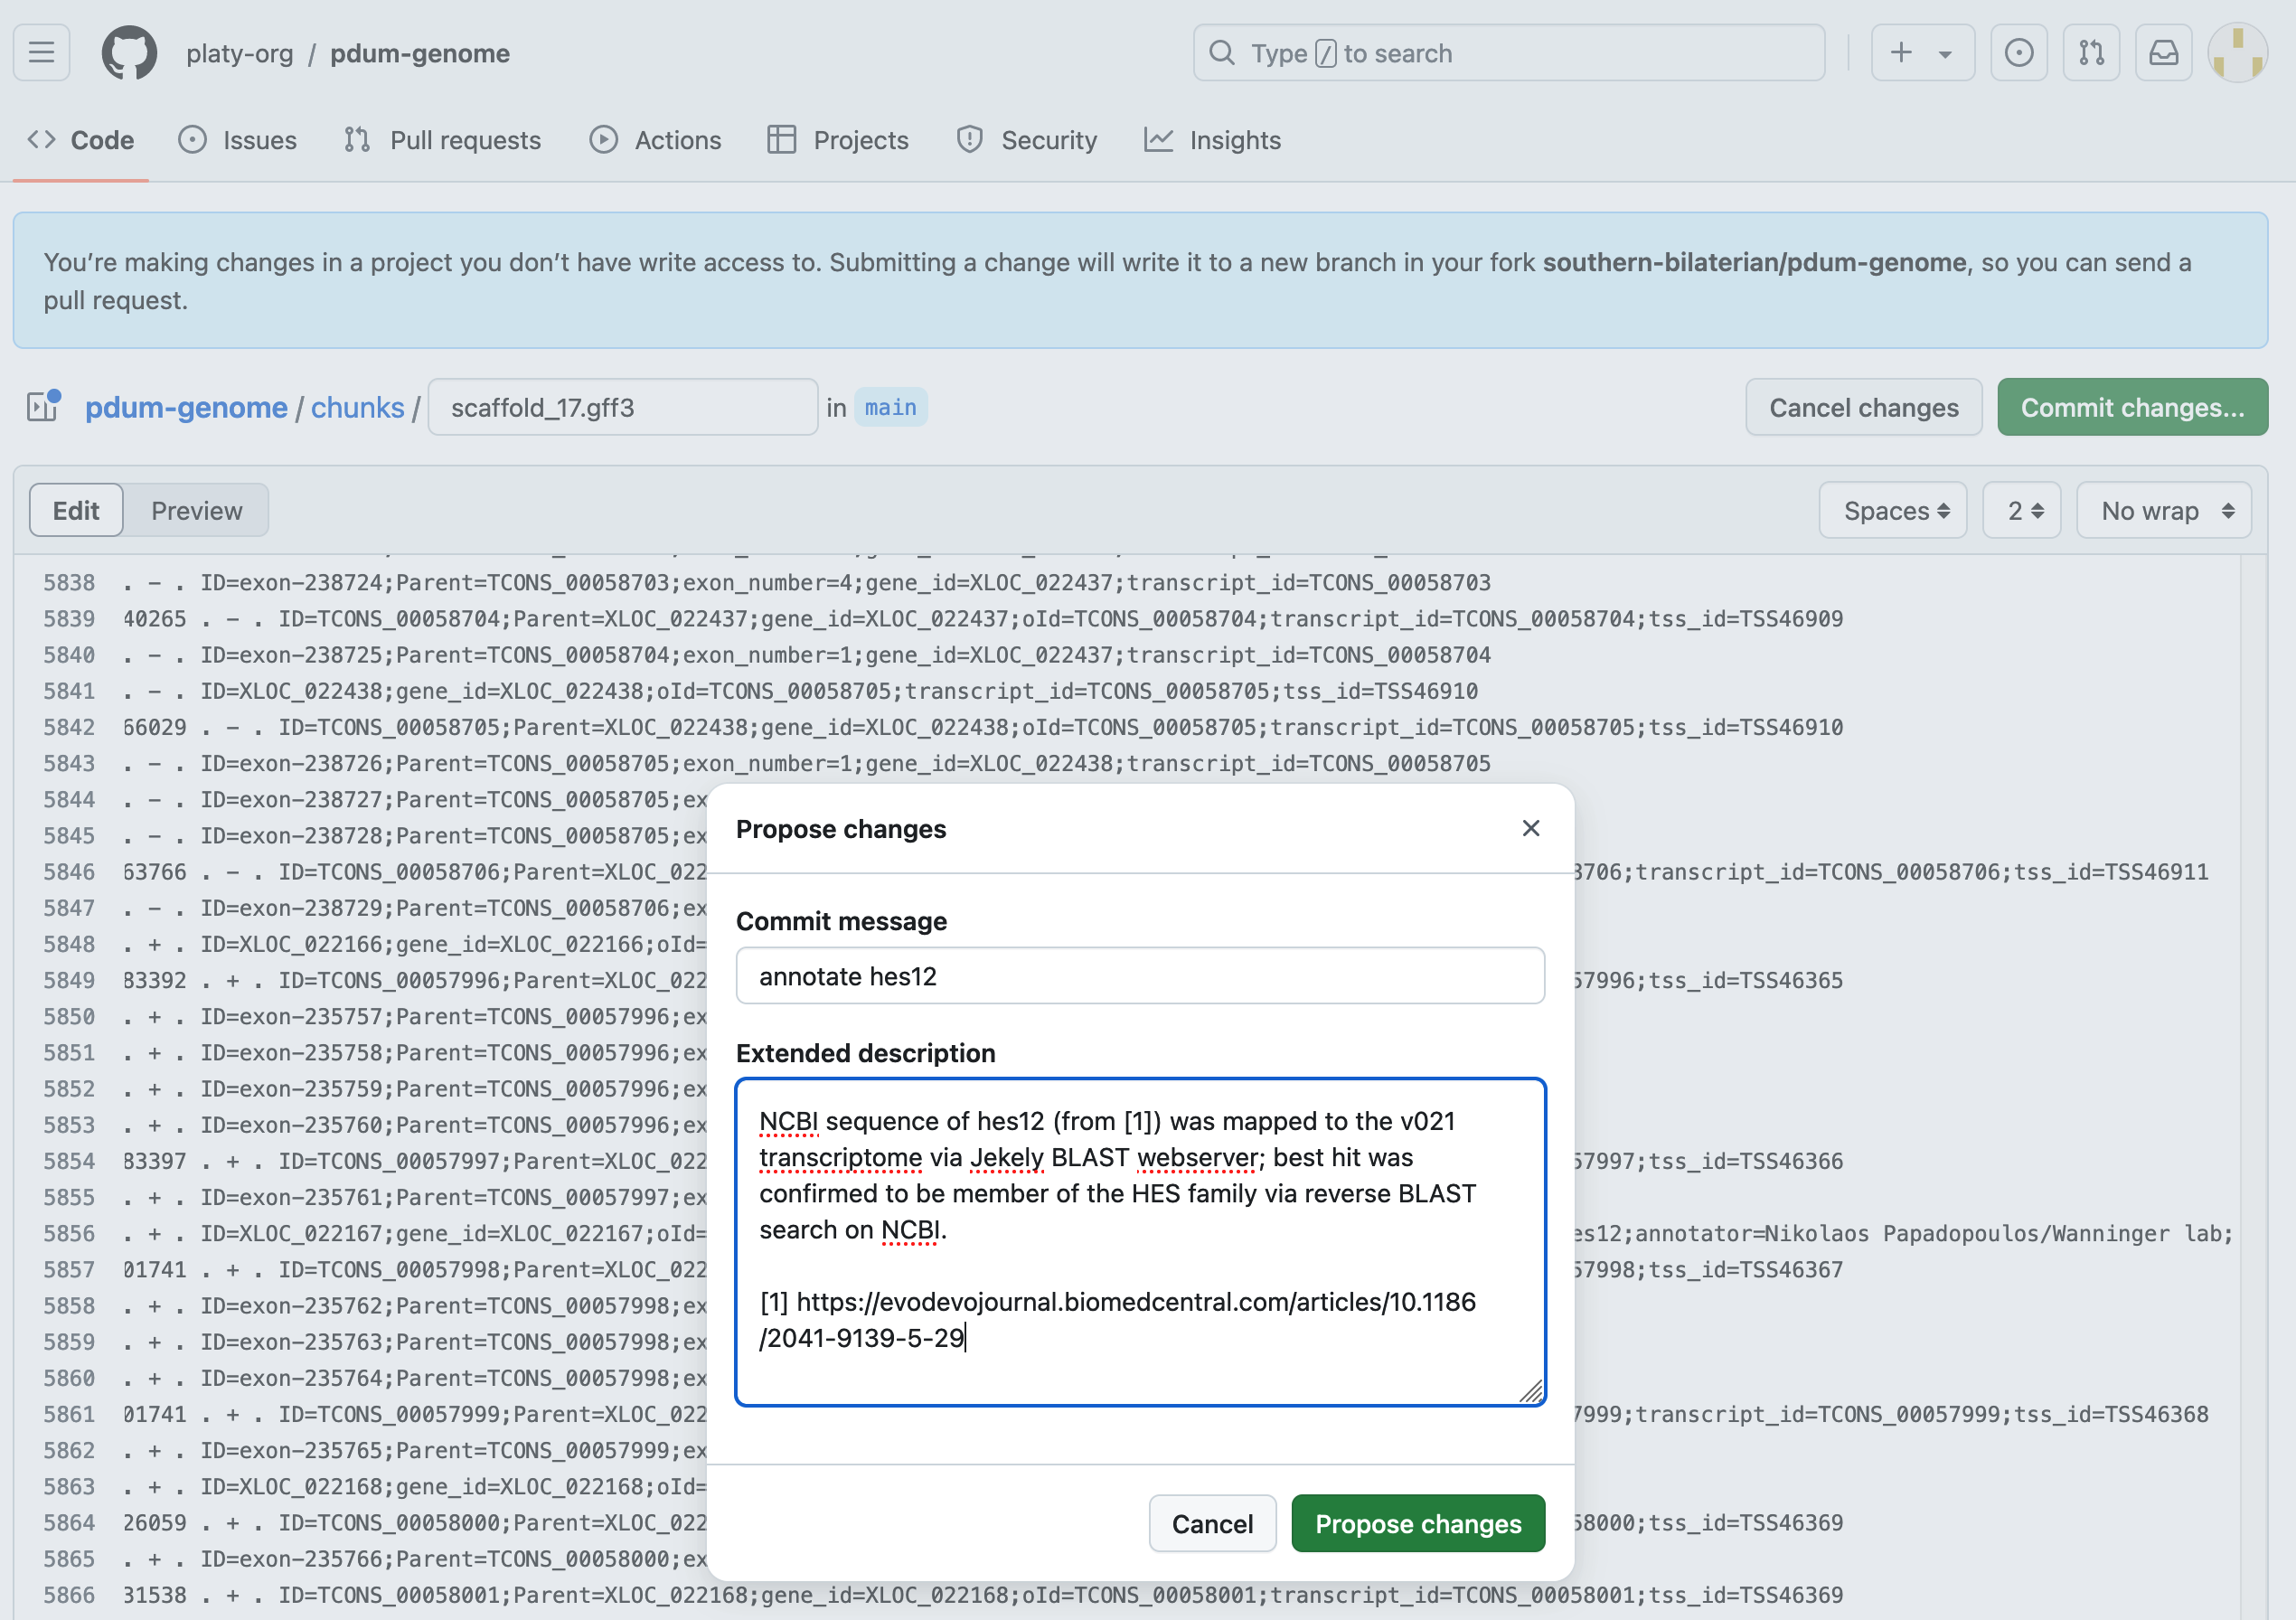 platy-org / pdum-genome
Type / to search
Code
Issues
Pull requests
Actions
Projects
Security
Insights
You’re making changes in a project you don’t have write access to. Submitting a change will write it to a new branch in your fork southern-bilaterian/pdum-genome, so you can send a
pull request.
pdum-genome / chunks / scaffold_17.gff3 in main
Cancel changes
Commit changes...
Edit
Preview
Spaces
2
No wrap
5838 . - . ID=exon-238724;Parent=TCONS_00058703;exon_number=4;gene_id=XLOC_022437;transcript_id=TCONS_00058703
5839 40265 . - . ID=TCONS_00058704;Parent=XLOC_022437;gene_id=XLOC_022437;oId=TCONS_00058704;transcript_id=TCONS_00058704;tss_id=TSS46909
5840 . - . ID=exon-238725;Parent=TCONS_00058704;exon_number=1;gene_id=XLOC_022437;transcript_id=TCONS_00058704
5841 . - . ID=XLOC_022438;gene_id=XLOC_022438;oId=TCONS_00058705;transcript_id=TCONS_00058705;tss_id=TSS46910
5842 66029 . - . ID=TCONS_00058705;Parent=XLOC_022438;gene_id=XLOC_022438;oId=TCONS_00058705;transcript_id=TCONS_00058705;tss_id=TSS46910
5843 . - . ID=exon-238726;Parent=TCONS_00058705;exon_number=1;gene_id=XLOC_022438;transcript_id=TCONS_00058705
5844 . - . ID=exon-238727;Parent=TCONS_00058705;ex
5845 . - . ID=exon-238728;Parent=TCONS_00058705;ex
5846 63766 . - . ID=TCONS_00058706;Parent=XLOC_022 8706;transcript_id=TCONS_00058706;tss_id=TSS46911
5847 . - . ID=exon-238729;Parent=TCONS_00058706;ex
5848 . + . ID=XLOC_022166;gene_id=XLOC_022166;oId=
5849 83392 . + . ID=TCONS_00057996;Parent=XLOC_022 57996;tss_id=TSS46365
5850 . + . ID=exon-235757;Parent=TCONS_00057996;ex
5851 . + . ID=exon-235758;Parent=TCONS_00057996;ex
5852 . + . ID=exon-235759;Parent=TCONS_00057996;ex
5853 . + . ID=exon-235760;Parent=TCONS_00057996;ex
5854 83397 . + . ID=TCONS_00057997;Parent=XLOC_022 57997;tss_id=TSS46366
5855 . + . ID=exon-235761;Parent=TCONS_00057997;ex
5856 . + . ID=XLOC_022167;gene_id=XLOC_022167;oId= es12;annotator=Nikolaos Papadopoulos/Wanninger lab;
5857 01741 . + . ID=TCONS_00057998;Parent=XLOC_022 57998;tss_id=TSS46367
5858 . + . ID=exon-235762;Parent=TCONS_00057998;ex
5859 . + . ID=exon-235763;Parent=TCONS_00057998;ex
5860 . + . ID=exon-235764;Parent=TCONS_00057998;ex
5861 01741 . + . ID=TCONS_00057999;Parent=XLOC_022 7999;transcript_id=TCONS_00057999;tss_id=TSS46368
5862 . + . ID=exon-235765;Parent=TCONS_00057999;ex
5863 . + . ID=XLOC_022168;gene_id=XLOC_022168;oId=
5864 26059 . + . ID=TCONS_00058000;Parent=XLOC_022 58000;tss_id=TSS46369
5865 . + . ID=exon-235766;Parent=TCONS_00058000;ex
5866 31538 . + . ID=TCONS_00058001;Parent=XLOC_022168;gene_id=XLOC_022168;oId=TCONS_00058001;transcript_id=TCONS_00058001;tss_id=TSS46369
Propose changes
Commit message
annotate hes12
Extended description
NCBI sequence of hes12 (from [1]) was mapped to the v021
transcriptome via Jekely BLAST webserver; best hit was
confirmed to be member of the HES family via reverse BLAST
search on NCBI.
[1] https://evodevojournal.biomedcentral.com/articles/10.1186
/2041-9139-5-29
Cancel
Propose changes